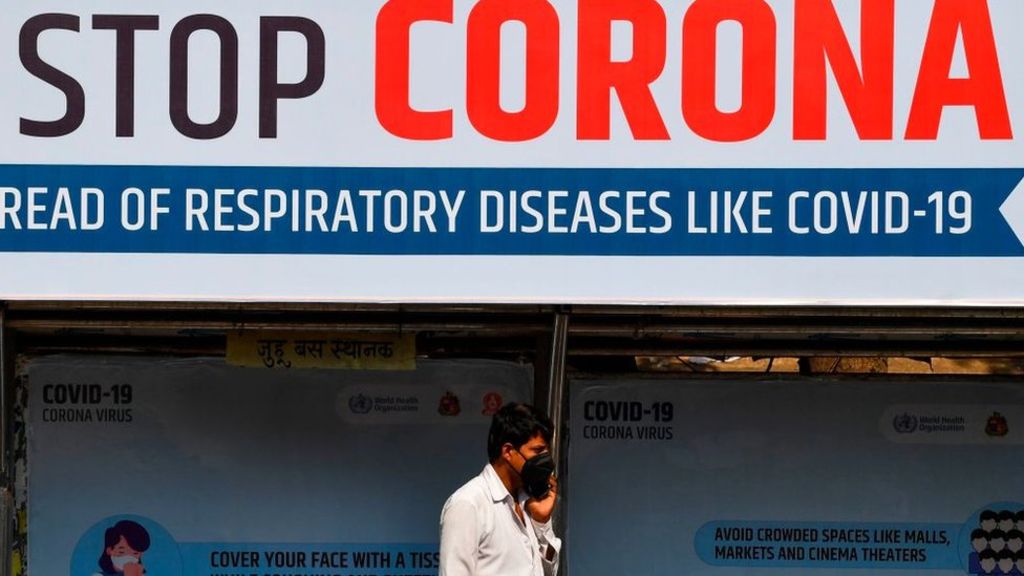 STOP CORONA
READ OF RESPIRATORY DISEASES LIKE COVID-19
जुहू बस स्थानक
COVID-19
CORONA VIRUS
World Health
Organization
COVER YOUR FACE WITH A TISS
COVID-19
CORONA VIRUS
World Health
Organization
AVOID CROWDED SPACES LIKE MALLS,
MARKETS AND CINEMA THEATERS